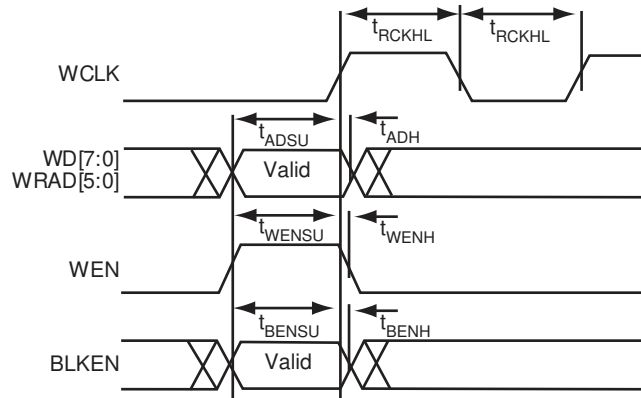 tRCKHL tRCKHL
WCLK
tADSU tADH
WD[7:0]
WRAD[5:0]
Valid
tWENSU tWENH
WEN
tBENSU tBENH
BLKEN
Valid